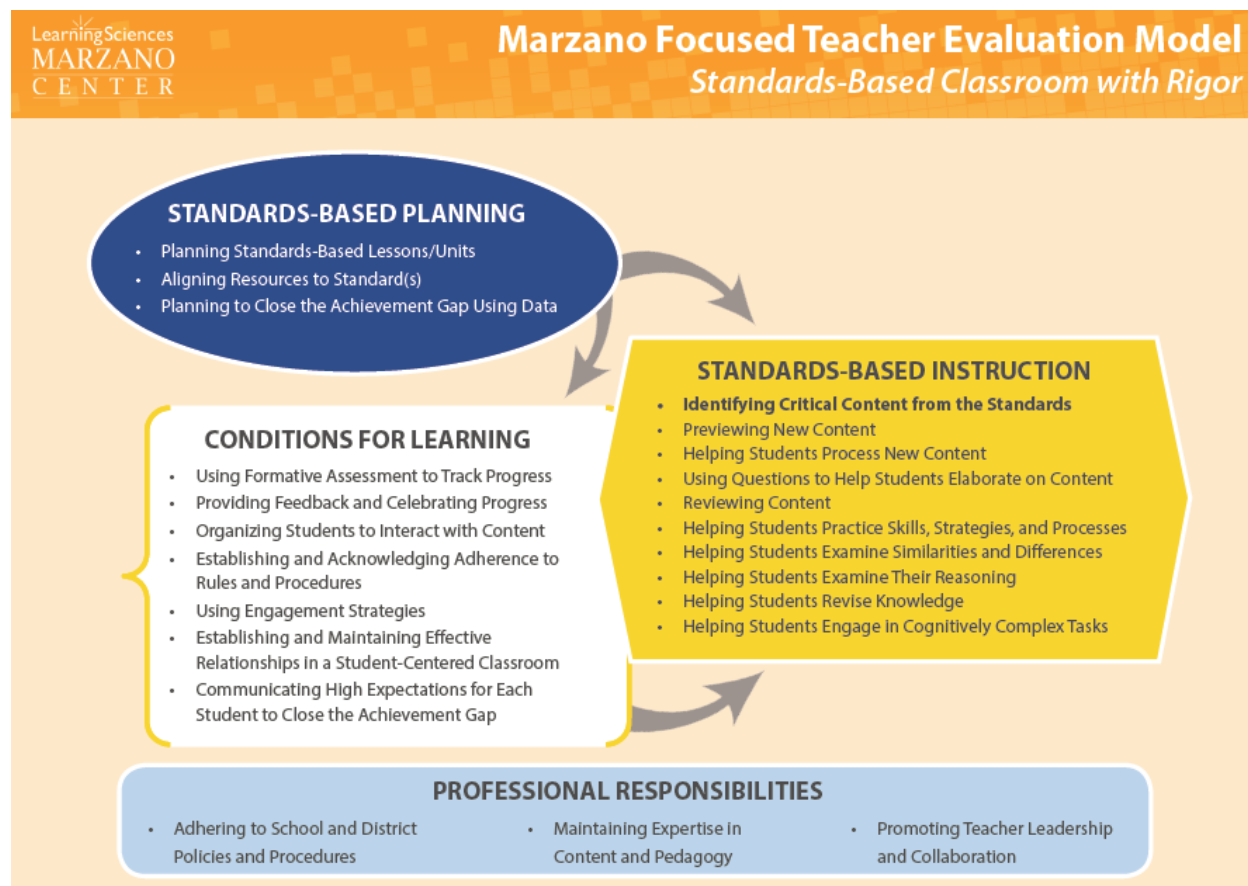 Learning Sciences
MARZANO
CENTER
Marzano Focused Teacher Evaluation Model
Standards-Based Classroom with Rigor
STANDARDS-BASED PLANNING
• Planning Standards-Based Lessons/Units
• Aligning Resources to Standard(s)
• Planning to Close the Achievement Gap Using Data
CONDITIONS FOR LEARNING
• Using Formative Assessment to Track Progress
• Providing Feedback and Celebrating Progress
• Organizing Students to Interact with Content
• Establishing and Acknowledging Adherence to
Rules and Procedures
• Using Engagement Strategies
• Establishing and Maintaining Effective
Relationships in a Student-Centered Classroom
• Communicating High Expectations for Each
Student to Close the Achievement Gap
STANDARDS-BASED INSTRUCTION
• Identifying Critical Content from the Standards
• Previewing New Content
• Helping Students Process New Content
• Using Questions to Help Students Elaborate on Content
• Reviewing Content
• Helping Students Practice Skills, Strategies, and Processes
• Helping Students Examine Similarities and Differences
• Helping Students Examine Their Reasoning
• Helping Students Revise Knowledge
• Helping Students Engage in Cognitively Complex Tasks
PROFESSIONAL RESPONSIBILITIES
• Adhering to School and District
Policies and Procedures
• Maintaining Expertise in
Content and Pedagogy
• Promoting Teacher Leadership
and Collaboration